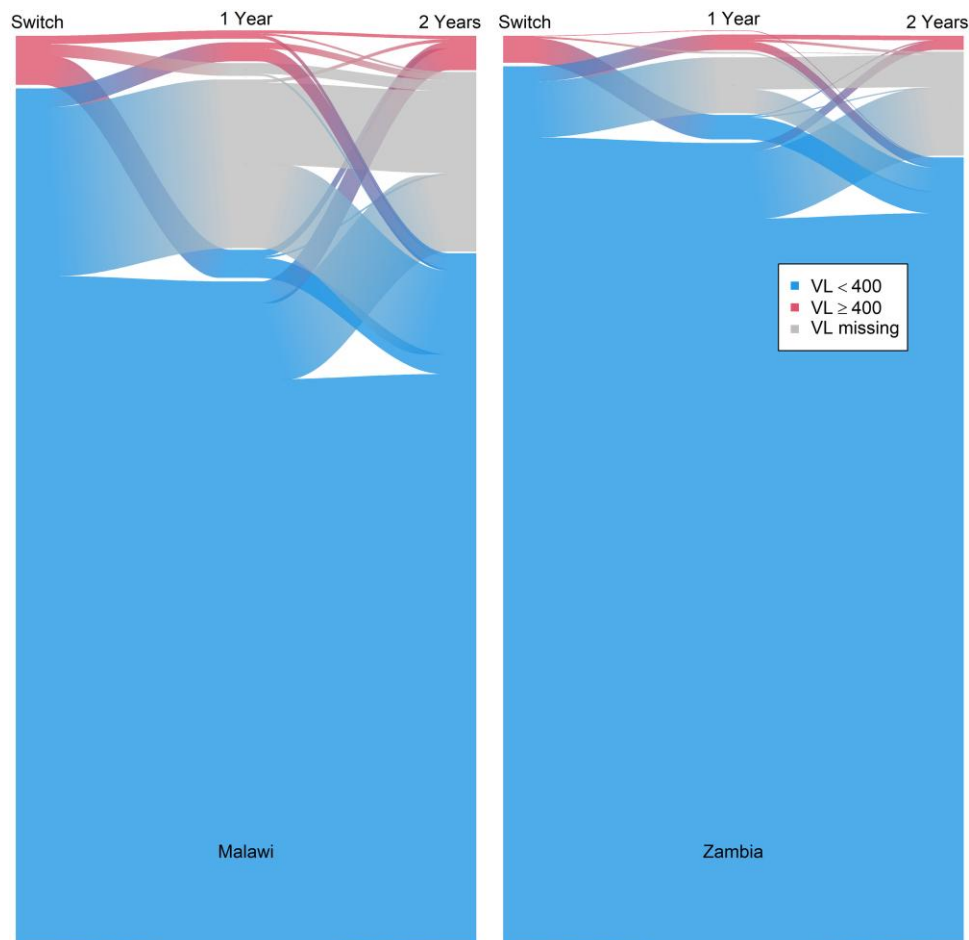 Switch 1 Year 2 Years
Switch 1 Year 2 Years
VL < 400
VL ≥ 400
VL missing
Malawi
Zambia